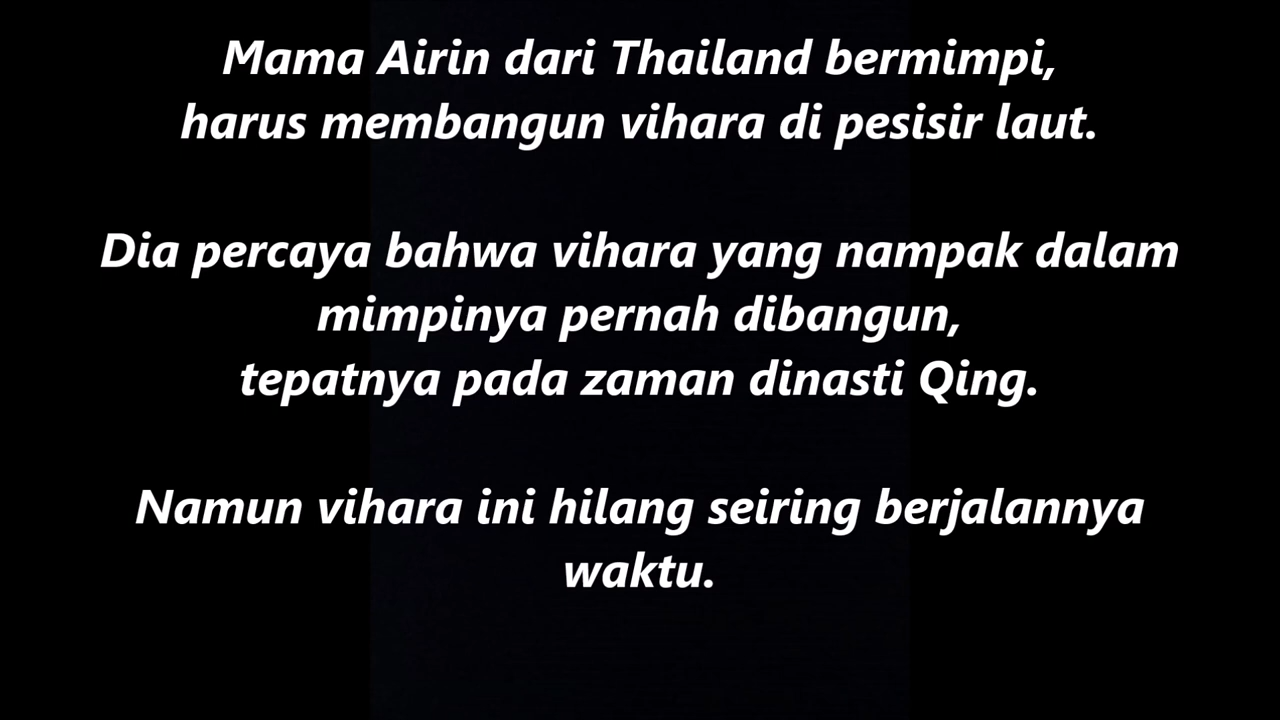 Mama Airin dari Thailand bermimpi,
harus membangun vihara di pesisir laut.
Dia percaya bahwa vihara yang nampak dalam
mimpinya pernah dibangun,
tepatnya pada zaman dinasti Qing.
Namun vihara ini hilang seiring berjalannya
waktu.